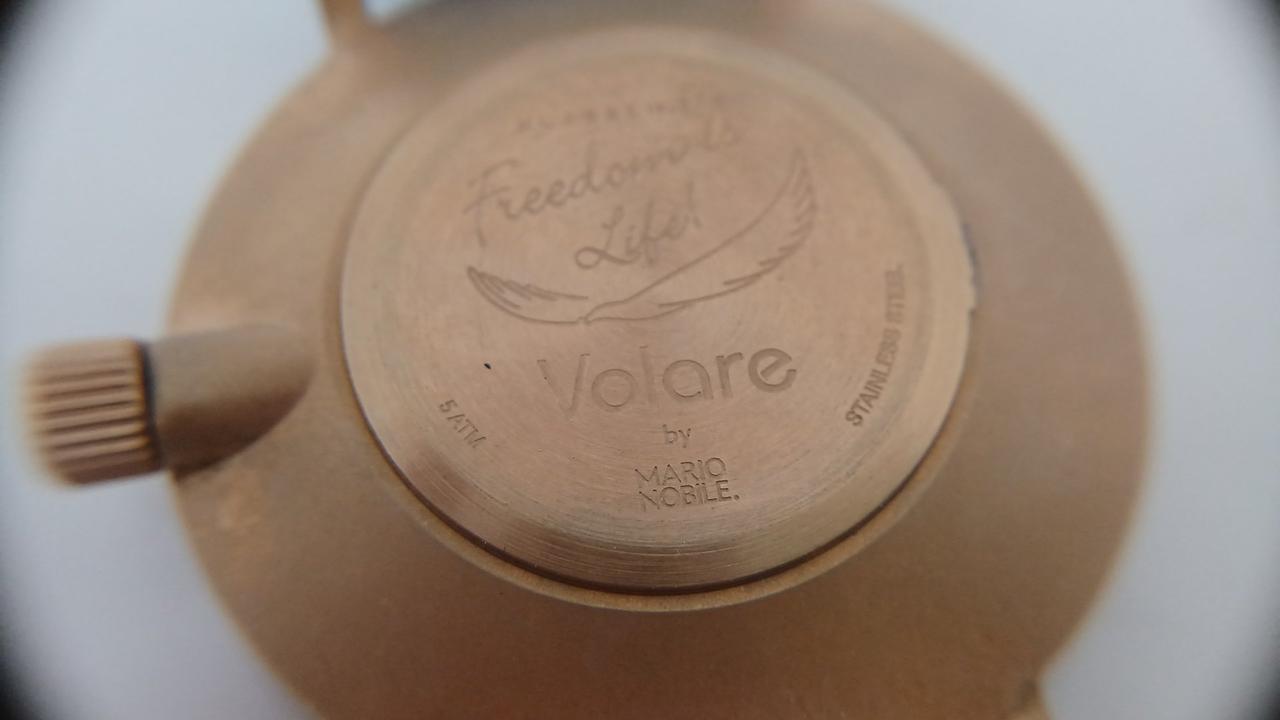 Freedom is
Life!
Volare
by
MARIO
NOBILE.
5 ATM
STAINLESS STEEL